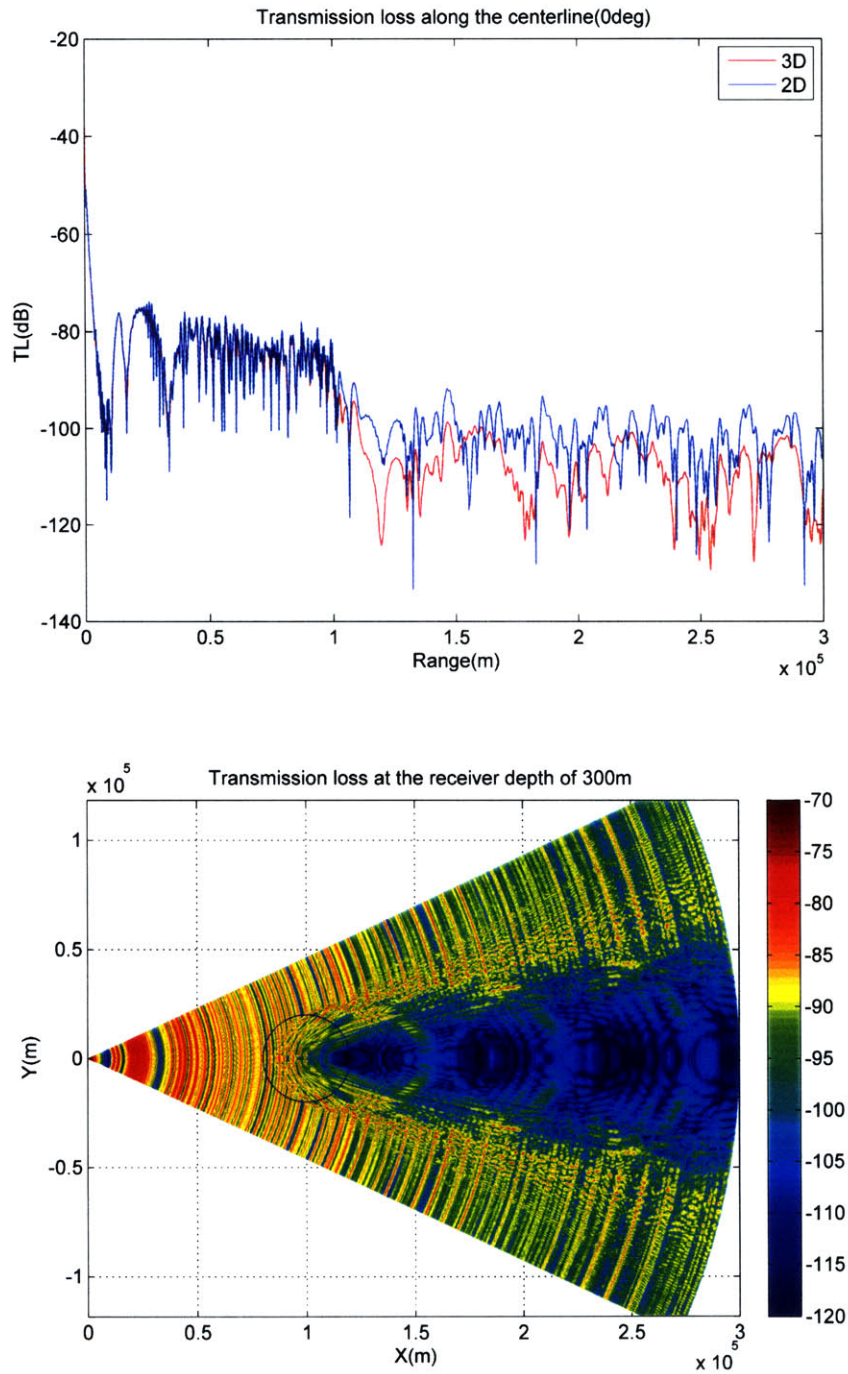 Transmission loss along the centerline(0deg)
-20
-40
-60
-80
-100
-120
-140
TL(dB)
3D
2D
0 0.5 1 1.5 2 2.5 3
Range(m)
x 10^5
x 10^5
Transmission loss at the receiver depth of 300m
1
0.5
0
-0.5
-1
Y(m)
0 0.5 1 1.5 2 2.5 3
X(m)
x 10^5
-70
-75
-80
-85
-90
-95
-100
-105
-110
-115
-120